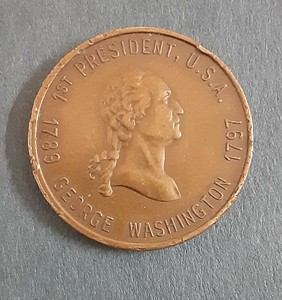 1ST PRESIDENT, U.S.A.
1789 1797
GEORGE WASHINGTON